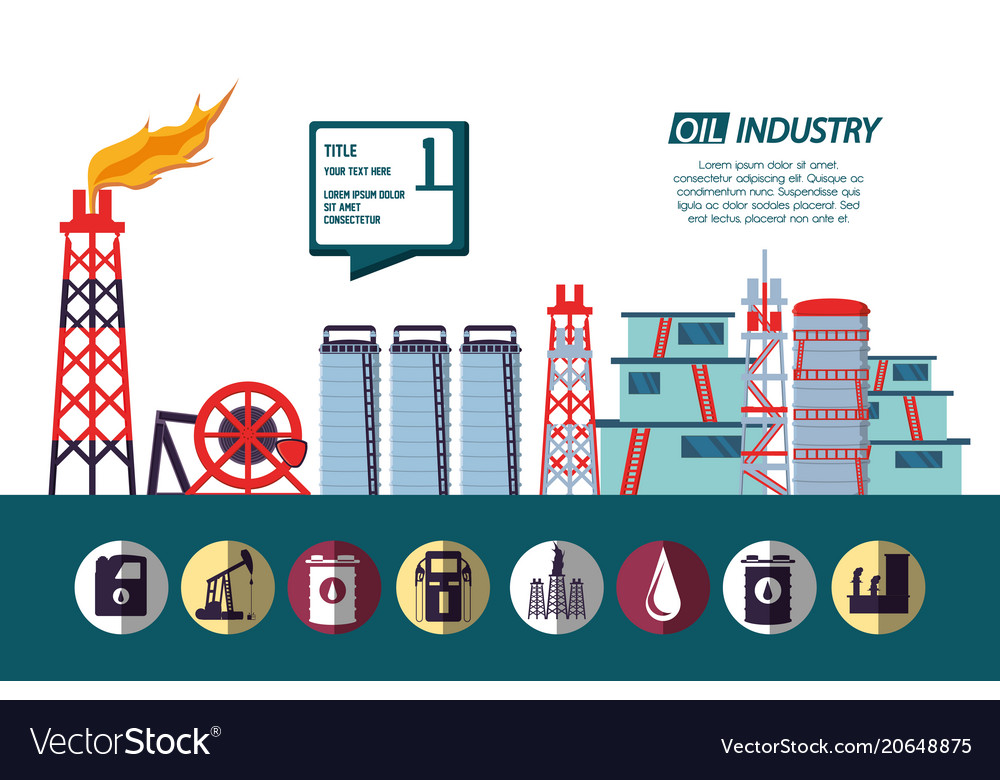 TITLE
1
YOUR TEXT HERE
LOREM IPSUM DOLOR
SIT AMET
CONSECTETUR
OIL INDUSTRY
Lorem ipsum dolor sit amet,
consectetur adipiscing elit. Quisque ac
condimentum nunc. Suspendisse quis
ligula ac dolor sodales placerat. Sed
erat lectus, placerat non ante et,
VectorStock®
VectorStock.com/20648875